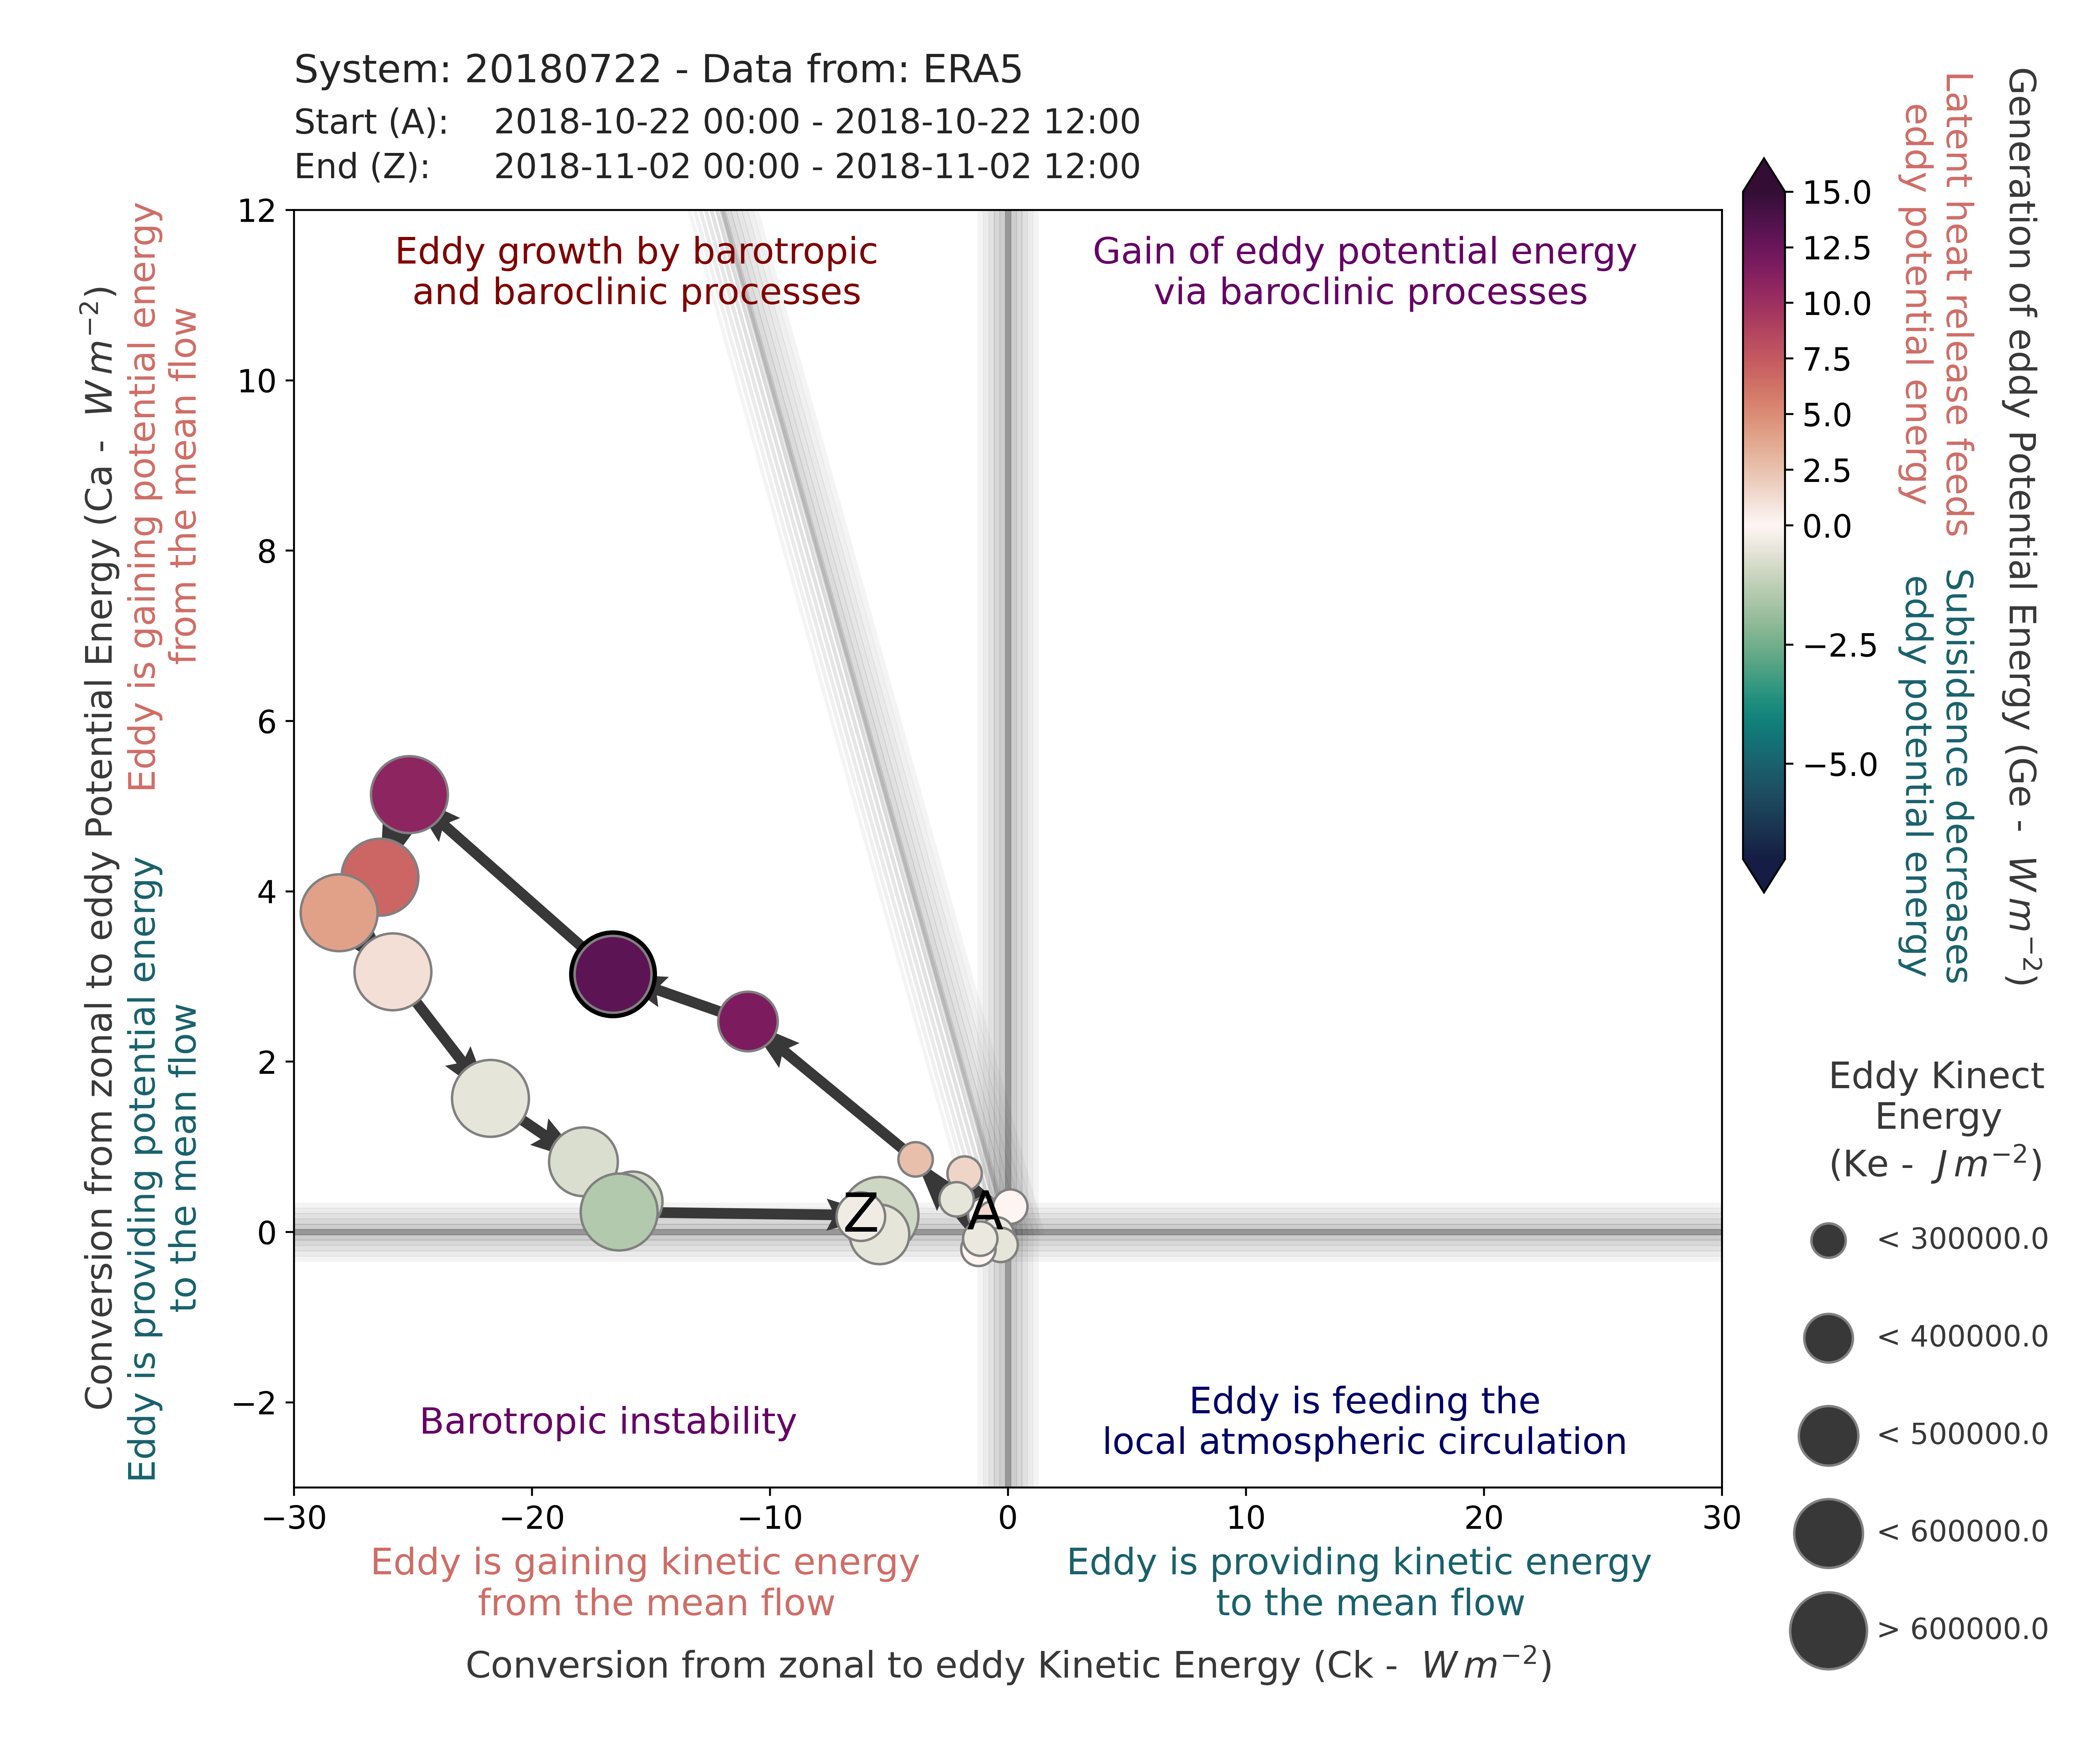 System: 20180722 - Data from: ERA5
Start (A): 2018-10-22 00:00 - 2018-10-22 12:00
End (Z): 2018-11-02 00:00 - 2018-11-02 12:00
Conversion from zonal to eddy Potential Energy (Ca - W m⁻²)
Eddy is gaining potential energy
from the mean flow
Eddy is providing potential energy
to the mean flow
12
10
8
6
4
2
0
−2
Eddy growth by barotropic
and baroclinic processes
Gain of eddy potential energy
via baroclinic processes
Z
A
Barotropic instability
Eddy is feeding the
local atmospheric circulation
−30
−20
−10
0
10
20
30
Eddy is gaining kinetic energy
from the mean flow
Eddy is providing kinetic energy
to the mean flow
Conversion from zonal to eddy Kinetic Energy (Ck - W m⁻²)
15.0
12.5
10.0
7.5
5.0
2.5
0.0
−2.5
−5.0
Latent heat release feeds
eddy potential energy
Subisidence decreases
eddy potential energy
Generation of eddy Potential Energy (Ge - W m⁻²)
Eddy Kinect
Energy
(Ke - J m⁻²)
< 300000.0
< 400000.0
< 500000.0
< 600000.0
> 600000.0